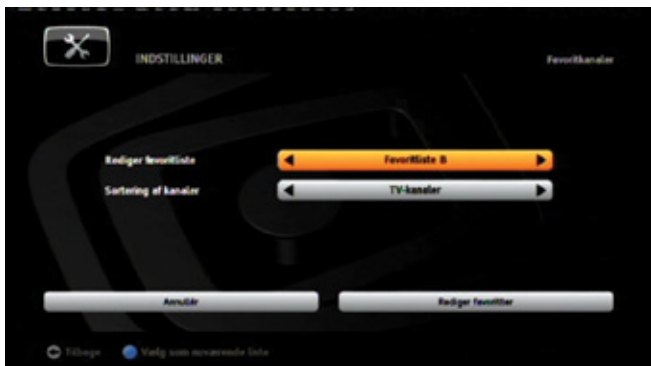 INDSTILLINGER
Favoritkanaler
Rediger favoritliste
Favoritliste B
Sortering af kanaler
TV-kanaler
Annullér
Rediger favoritter
Tilbage
Vælg som nuværende liste